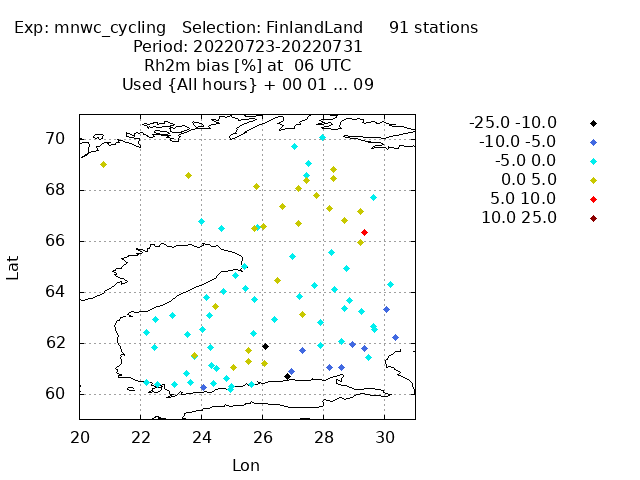 Exp: mnwc_cycling   Selection: FinlandLand     91 stations
Period: 20220723-20220731
Rh2m bias [%] at  06 UTC
Used {All hours} + 00 01 ... 09
-25.0 -10.0
-10.0 -5.0
-5.0 0.0
0.0 5.0
5.0 10.0
10.0 25.0
70
68
66
64
62
60
Lat
20 22 24 26 28 30
Lon